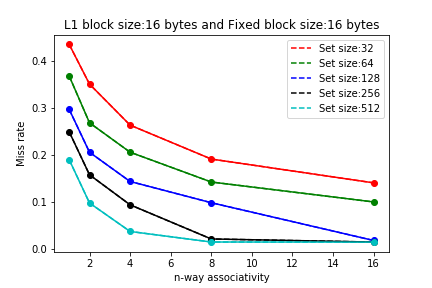 L1 block size:16 bytes and Fixed block size:16 bytes
Miss rate
0.4
0.3
0.2
0.1
0.0
Set size:32
Set size:64
Set size:128
Set size:256
Set size:512
2 4 6 8 10 12 14 16
n-way associativity